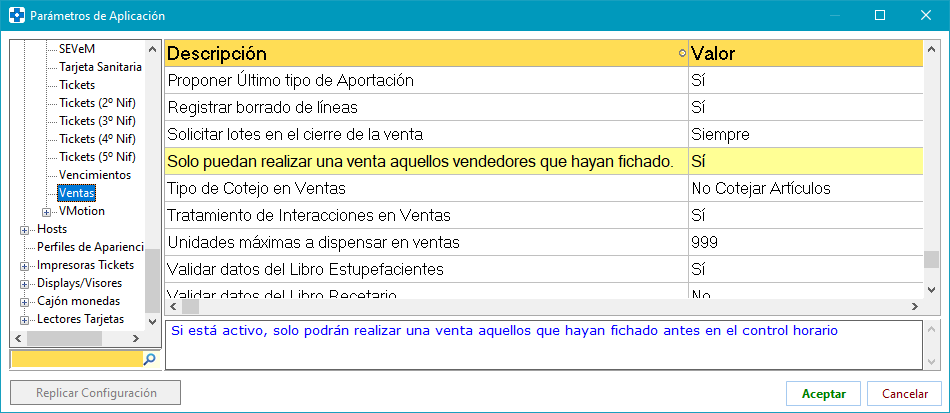 Parámetros de Aplicación
SEVeM
Tarjeta Sanitaria
Tickets
Tickets (2º Nif)
Tickets (3º Nif)
Tickets (4º Nif)
Tickets (5º Nif)
Vencimientos
Ventas
VMotion
Hosts
Perfiles de Aparienci
Impresoras Tickets
Displays/Visores
Cajón monedas
Lectores Tarjetas
Descripción Valor
Proponer Último tipo de Aportación Sí
Registrar borrado de líneas Sí
Solicitar lotes en el cierre de la venta Siempre
Solo puedan realizar una venta aquellos vendedores que hayan fichado. Sí
Tipo de Cotejo en Ventas No Cotejar Artículos
Tratamiento de Interacciones en Ventas Sí
Unidades máximas a dispensar en ventas 999
Validar datos del Libro Estupefacientes Sí
Validar datos del Libro Recetario No
Si está activo, solo podrán realizar una venta aquellos que hayan fichado antes en el control horario
Replicar Configuración
Aceptar
Cancelar